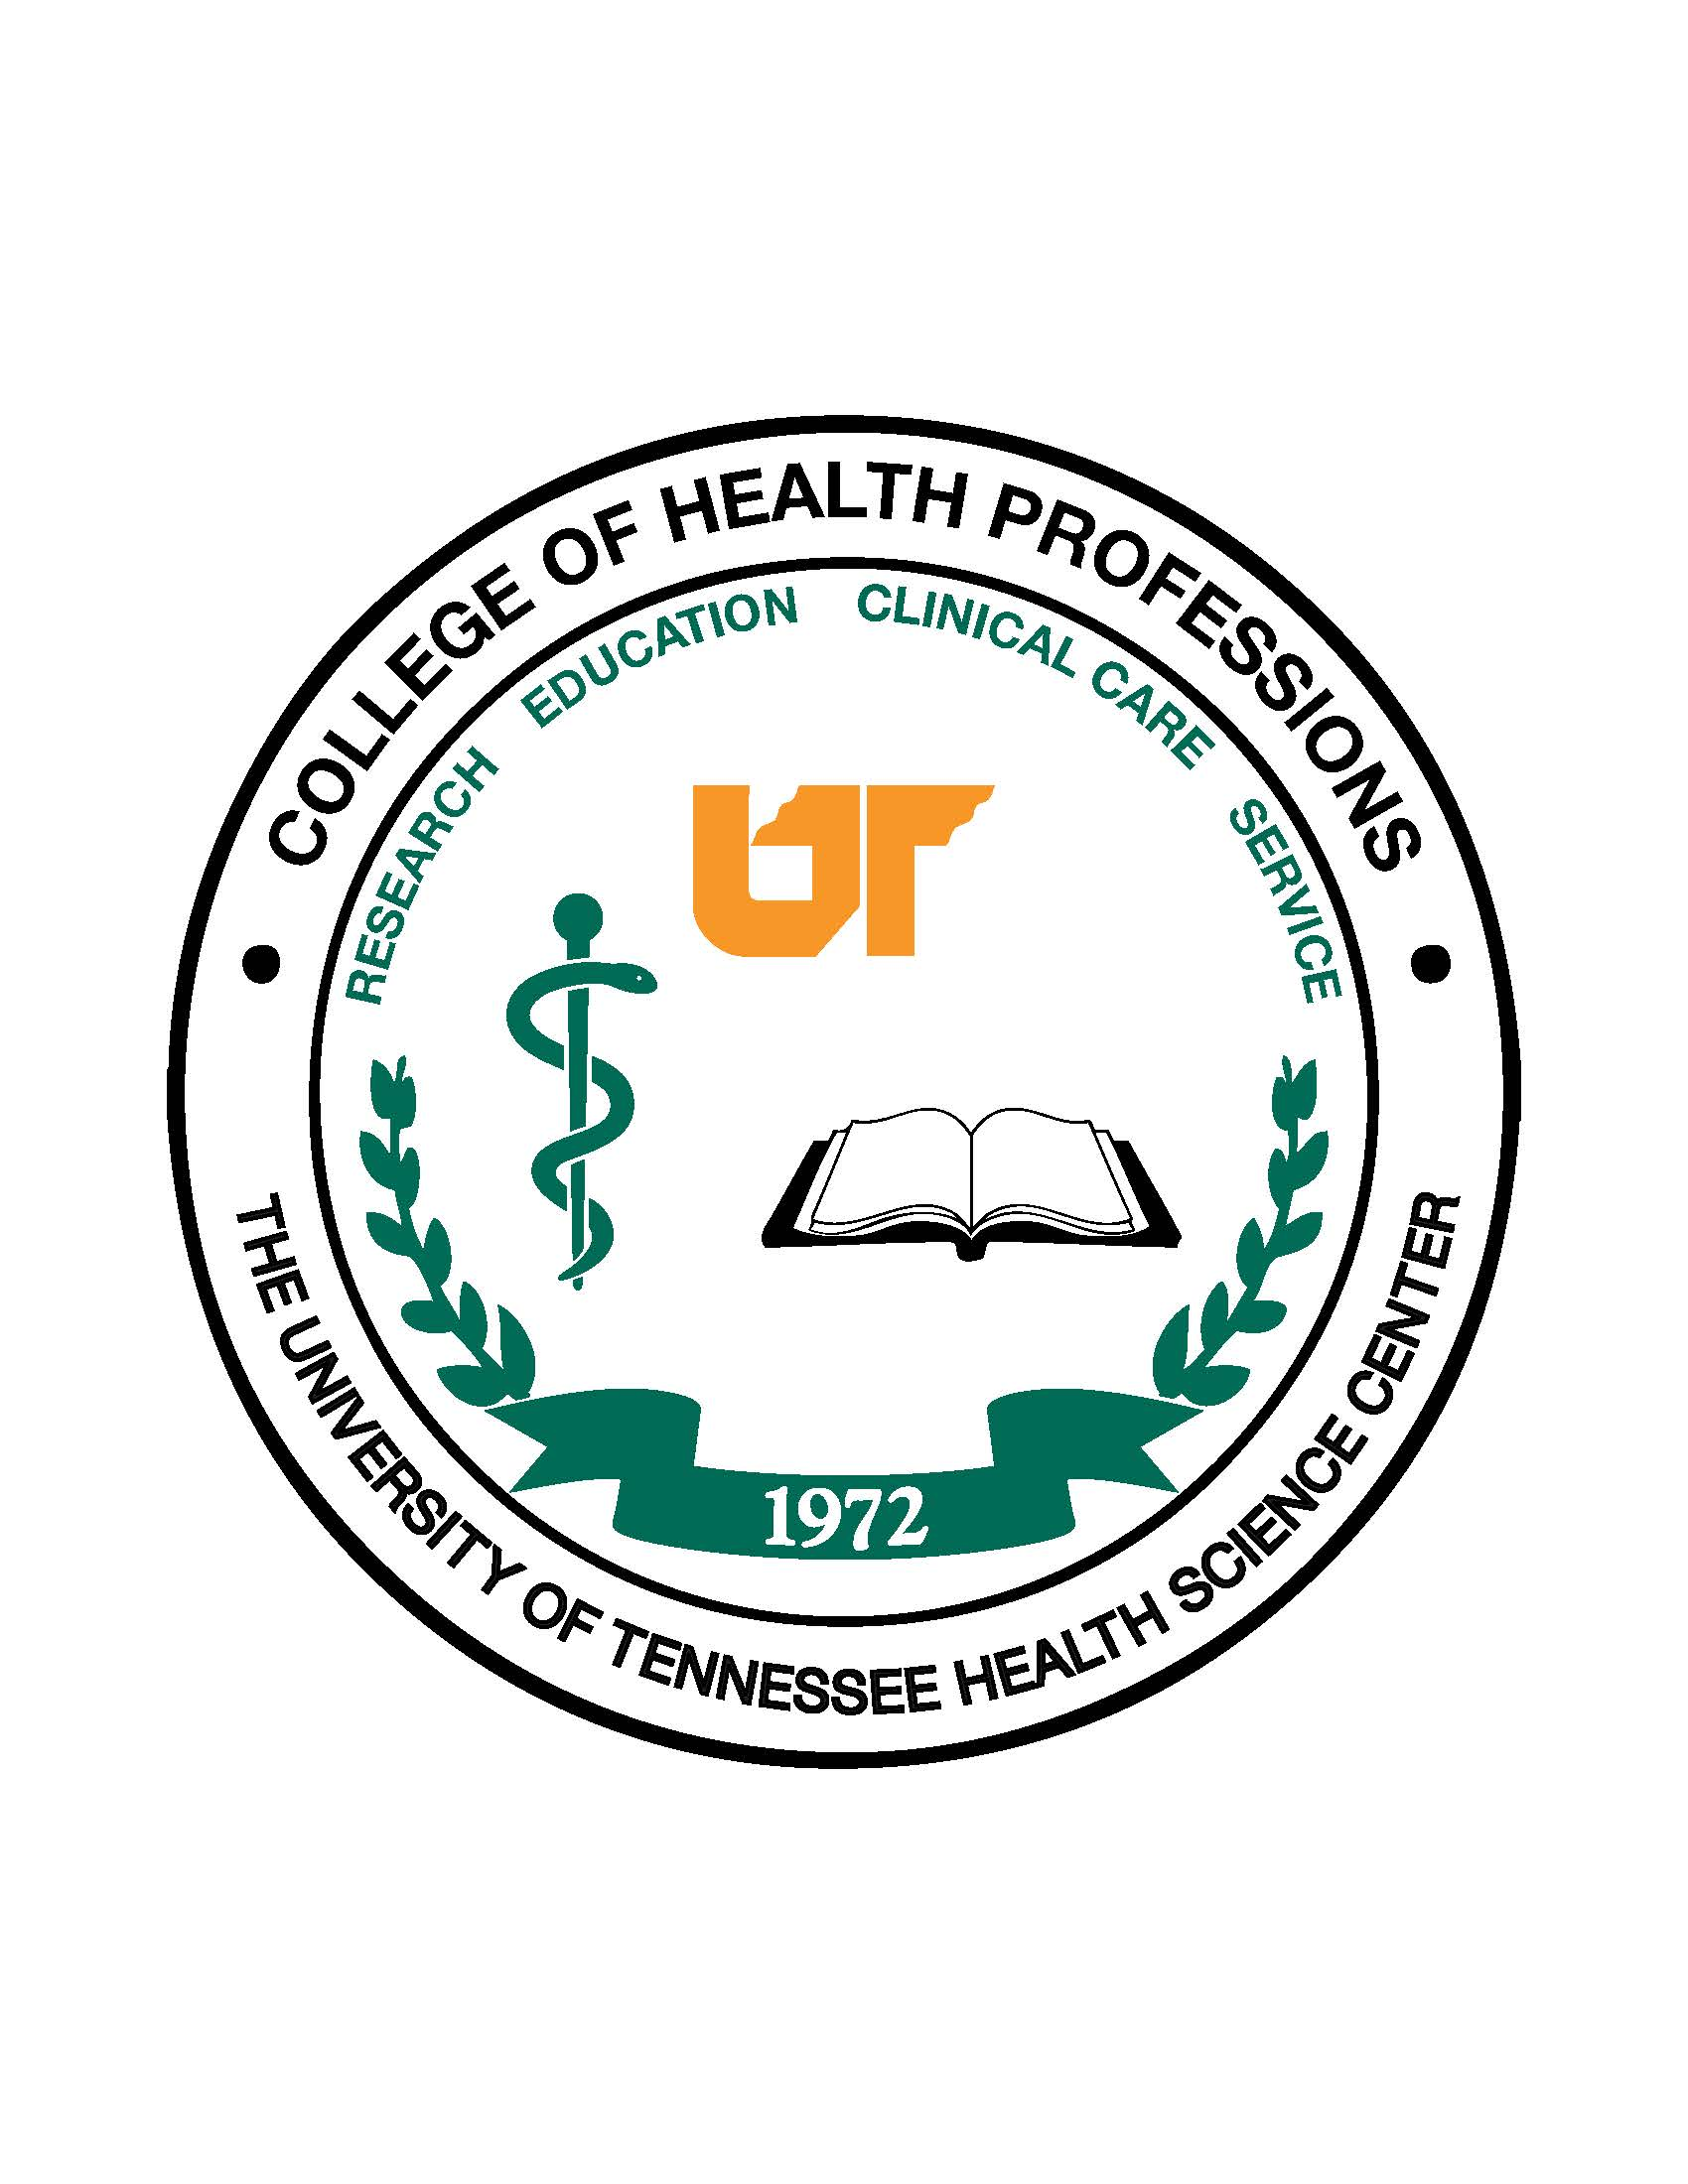 COLLEGE OF HEALTH PROFESSIONS
RESEARCH EDUCATION CLINICAL CARE SERVICE
UT
1972
THE UNIVERSITY OF TENNESSEE HEALTH SCIENCE CENTER